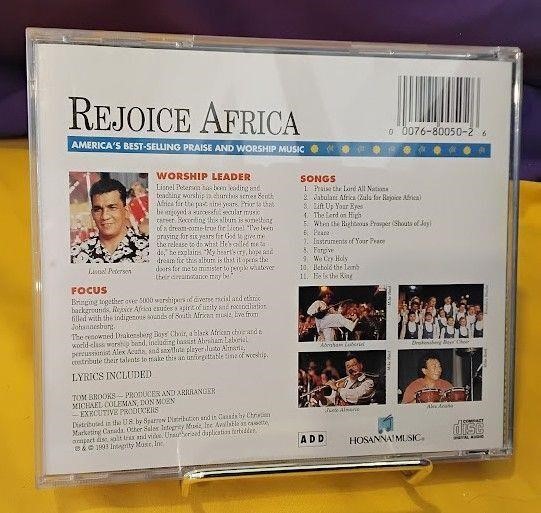 REJOICE AFRICA
0 0076-80050-2 6
AMERICA'S BEST-SELLING PRAISE AND WORSHIP MUSIC
WORSHIP LEADER
Lionel Petersen has been leading and
teaching worship in churches across South
Africa for the past nine years. Prior to that
he enjoyed a successful secular music
career. Recording this album is something
of a dream-come-true for Lionel. "I've been
praying for six years for God to give me
the release to do what He's called me to
do," he explains. "My heart's cry, hope and
dream for this album is that it opens the
doors for me to minister to people whatever
their circumstance may be."
Lionel Petersen
FOCUS
Bringing together over 5000 worshipers of diverse racial and ethnic
backgrounds, Rejoice Africa exudes a spirit of unity and reconciliation
filled with the indigenous sounds of South African music, live from
Johannesburg.
The renowned Drakensberg Boys' Choir, a black African choir and a
world-class worship band, including bassist Abraham Laboriel,
percussionist Alex Acuña, and sax/flute player Justo Almario,
contribute their talents to make this an unforgettable time of worship.
LYRICS INCLUDED
TOM BROOKS — PRODUCER AND ARRANGER
MICHAEL COLEMAN, DON MOEN
— EXECUTIVE PRODUCERS
Distributed in the U.S. by Sparrow Distribution and in Canada by Christian
Marketing Canada. Other Sales: Integrity Music, Inc. Available on cassette,
compact disc, split trax and video. Unauthorized duplication forbidden.
℗ & © 1993 Integrity Music, Inc.
SONGS
1. Praise the Lord All Nations
2. Jabulani Africa (Zulu for Rejoice Africa)
3. Lift Up Your Eyes
4. The Lord on High
5. When the Righteous Prosper (Shouts of Joy)
6. Peace
7. Instruments of Your Peace
8. Forgive
9. We Cry Holy
10. Behold the Lamb
11. He Is the King
Abraham Laboriel
Drakensberg Boys' Choir
Justo Almario
Alex Acuña
ADD
HOSANNA! MUSIC®
COMPACT
disc
DIGITAL AUDIO